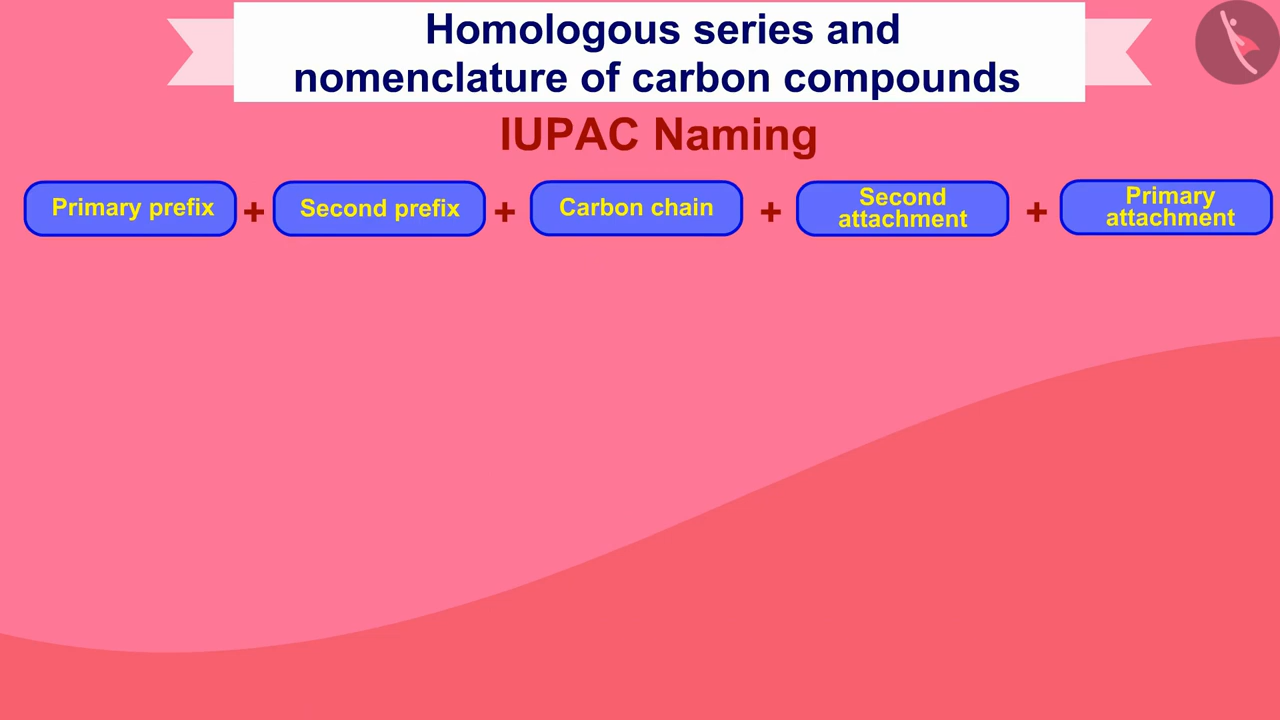 Homologous series and
nomenclature of carbon compounds
IUPAC Naming
Primary prefix + Second prefix + Carbon chain + Second attachment + Primary attachment